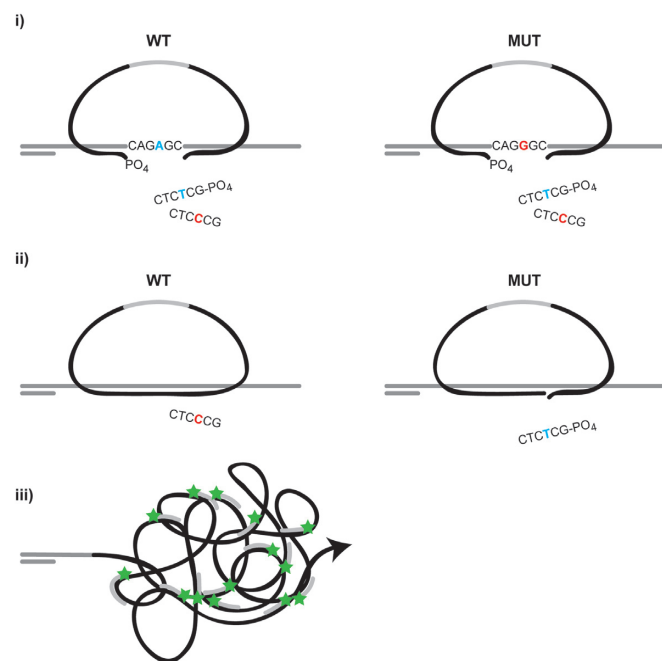 i)
WT
MUT
CAGAGC
CAGGGC
PO4
PO4
CTCTCG-PO4
CTCTCG-PO4
CTCCCG
CTCCCG
ii)
WT
MUT
CTCCCG
CTCTCG-PO4
iii)